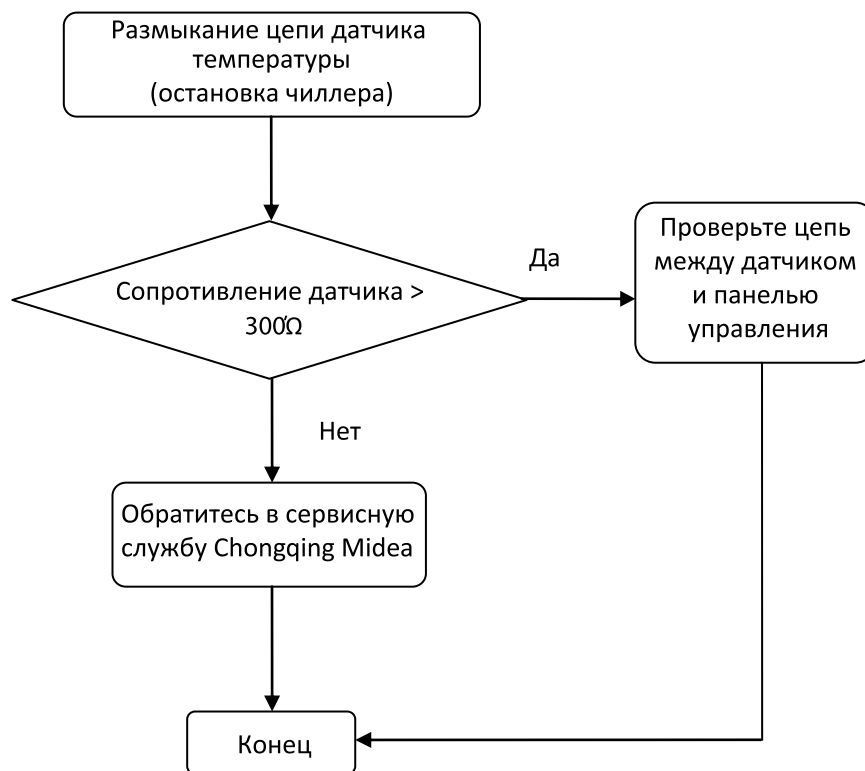 Размыкание цепи датчика
температуры
(остановка чиллера)
Да
Проверьте цепь
между датчиком
и панелью
управления
Сопротивление датчика >
300Ώ
Нет
Обратитесь в сервисную
службу Chongqing Midea
Конец